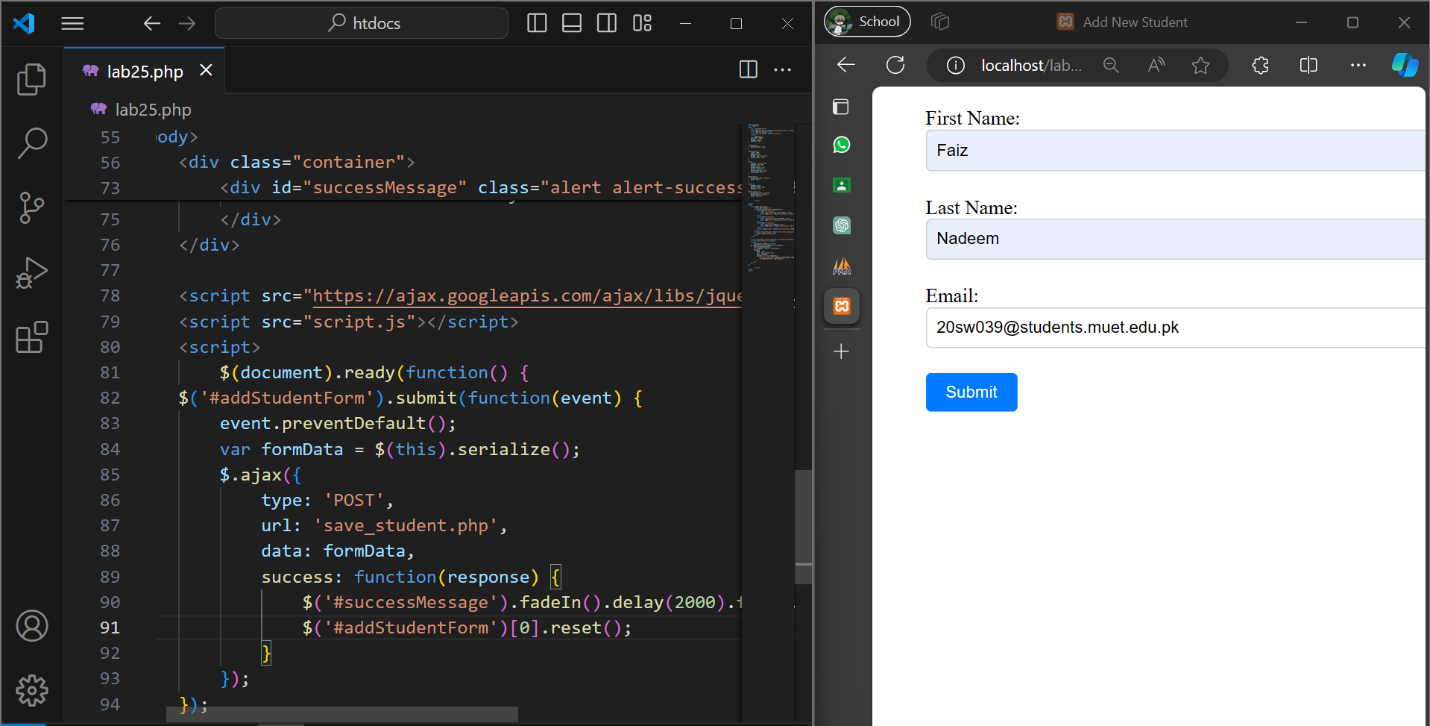 htdocs
lab25.php
lab25.php
55 ody>
56 <div class="container">
73 <div id="successMessage" class="alert alert-success
75 </div>
76 </div>
77
78 <script src="https://ajax.googleapis.com/ajax/libs/jque
79 <script src="script.js"></script>
80 <script>
81 $(document).ready(function() {
82 $('#addStudentForm').submit(function(event) {
83 event.preventDefault();
84 var formData = $(this).serialize();
85 $.ajax({
86 type: 'POST',
87 url: 'save_student.php',
88 data: formData,
89 success: function(response) {
90 $('#successMessage').fadeIn().delay(2000).f
91 $('#addStudentForm')[0].reset();
92 }
93 });
94 });
School
Add New Student
localhost/lab...
First Name:
Faiz
Last Name:
Nadeem
Email:
20sw039@students.muet.edu.pk
Submit